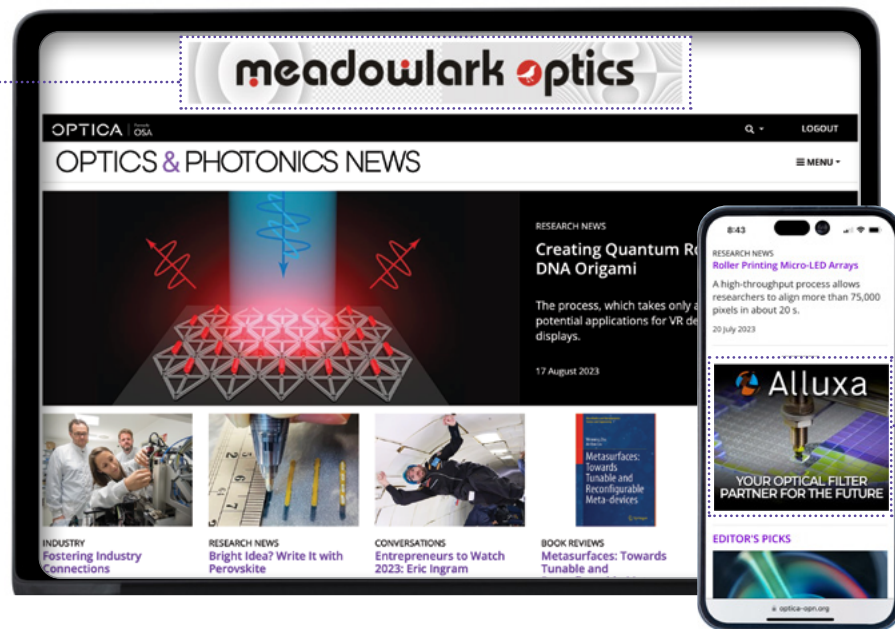 meadowlark optics
OPTICA | Formerly OSA
LOGOUT
OPTICS & PHOTONICS NEWS
MENU
RESEARCH NEWS
Creating Quantum
DNA Origami
The process, which takes only
potential applications for VR
displays.
17 August 2023
INDUSTRY
Fostering Industry
Connections
RESEARCH NEWS
Bright Idea? Write It with
Perovskite
CONVERSATIONS
Entrepreneurs to Watch
2023: Eric Ingram
Metasurfaces:
Towards
Tunable and
Reconfigurable
Meta-devices
BOOK REVIEWS
Metasurfaces: Towards
Tunable and
8:43
RESEARCH NEWS
Roller Printing Micro-LED Arrays
A high-throughput process allows
researchers to align more than 75,000
pixels in about 20 s.
20 July 2023
Alluxa
YOUR OPTICAL FILTER
PARTNER FOR THE FUTURE
EDITOR'S PICKS
optica-opn.org